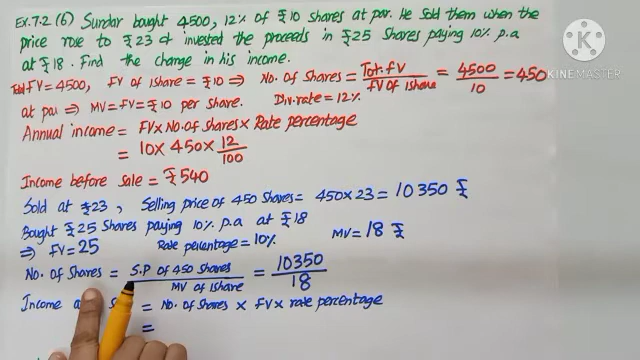 Ex.7.2 (6) Sundar bought 4500, 12% of ₹10 shares at par. He sold them when the
price rose to ₹23 & invested the proceeds in ₹25 shares paying 10% p.a
at ₹18. Find the change in his income.
KINEMASTER
Total FV = 4500, FV of 1share = ₹10 ⇒ No. of Shares = Tot.FV / FV of 1share = 4500 / 10 = 450
at par ⇒ MV = FV = ₹10 per share. Div.rate = 12%
Annual income = FV × No. of shares × Rate percentage
= 10 × 450 × 12/100
Income before sale = ₹540
Sold at ₹23, Selling price of 450 shares = 450×23 = 10350 ₹
Bought ₹25 Shares paying 10% p.a at ₹18
⇒ FV = 25 Rate percentage = 10% MV = 18 ₹
No. of Shares = S.P of 450 shares / MV of 1share = 10350 / 18
Income = No. of shares × FV × rate percentage
=